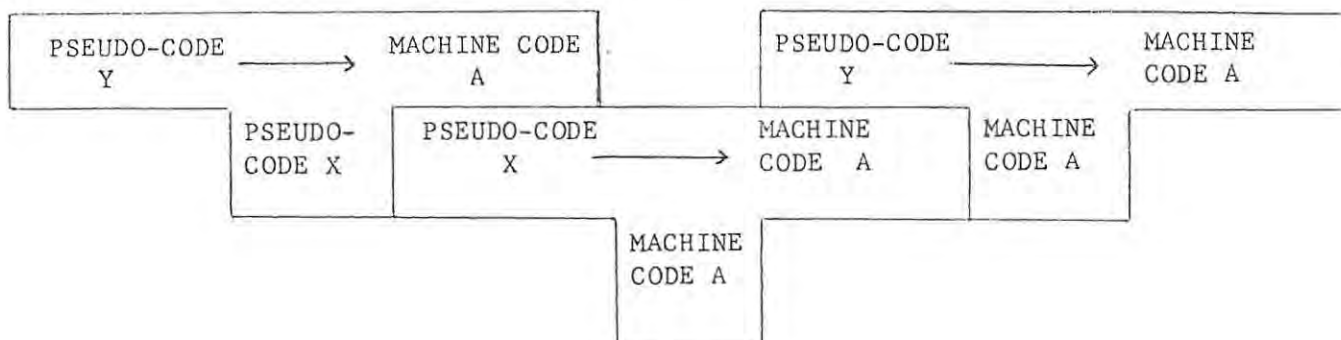 PSEUDO-CODE
Y
MACHINE CODE
A
PSEUDO-CODE
Y
MACHINE
CODE A
PSEUDO-
CODE X
PSEUDO-CODE
X
MACHINE
CODE A
MACHINE
CODE A
MACHINE
CODE A